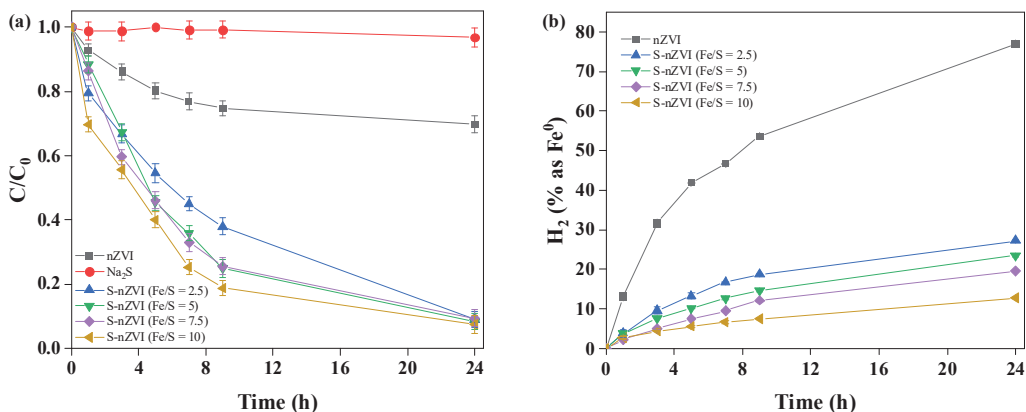 (a)
1.0
0.8
0.6
0.4
0.2
0.0
C/C₀
nZVI
Na₂S
S-nZVI (Fe/S = 2.5)
S-nZVI (Fe/S = 5)
S-nZVI (Fe/S = 7.5)
S-nZVI (Fe/S = 10)
0 4 8 12 16 20 24
Time (h)
(b)
80
70
60
50
40
30
20
10
0
H₂ (% as Fe⁰)
nZVI
S-nZVI (Fe/S = 2.5)
S-nZVI (Fe/S = 5)
S-nZVI (Fe/S = 7.5)
S-nZVI (Fe/S = 10)
0 4 8 12 16 20 24
Time (h)